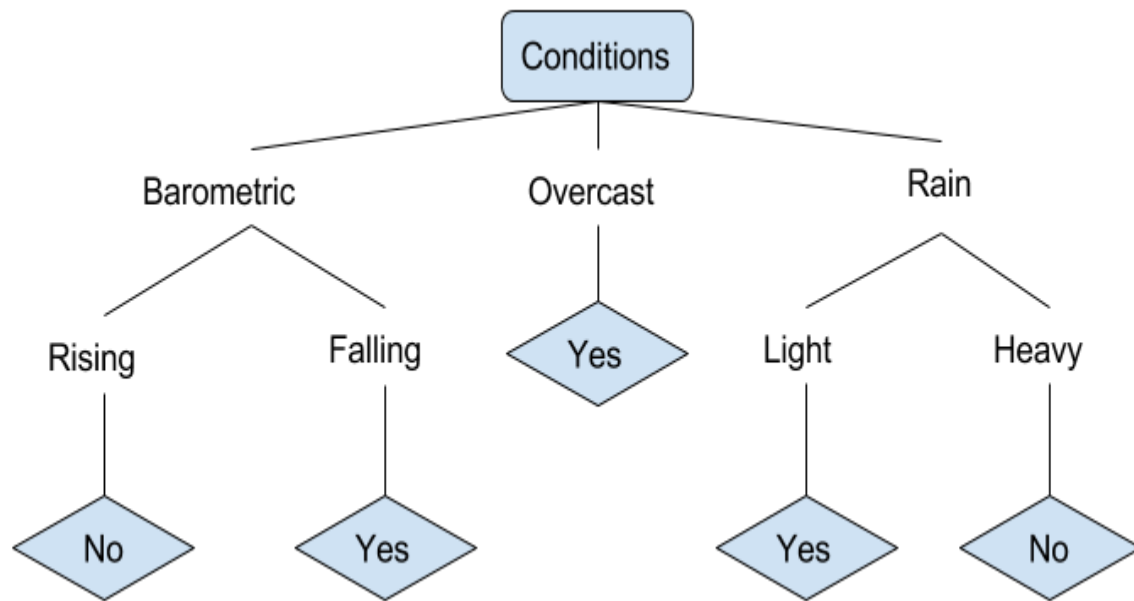 Conditions
Barometric
Overcast
Rain
Rising
Falling
Yes
Light
Heavy
No
Yes
Yes
No